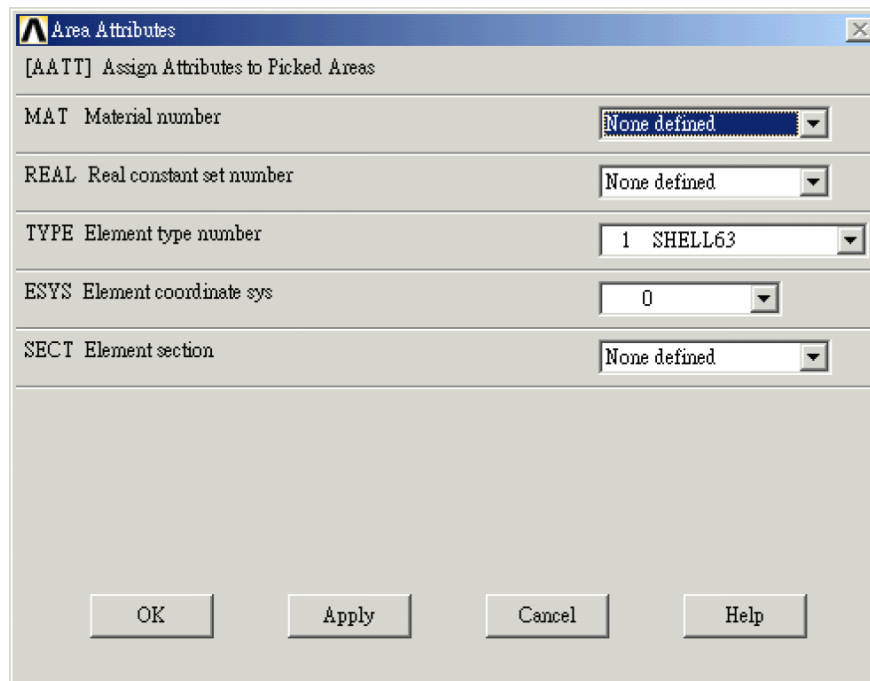 Area Attributes
[AATT] Assign Attributes to Picked Areas
MAT Material number None defined
REAL Real constant set number None defined
TYPE Element type number 1 SHELL63
ESYS Element coordinate sys 0
SECT Element section None defined
OK Apply Cancel Help